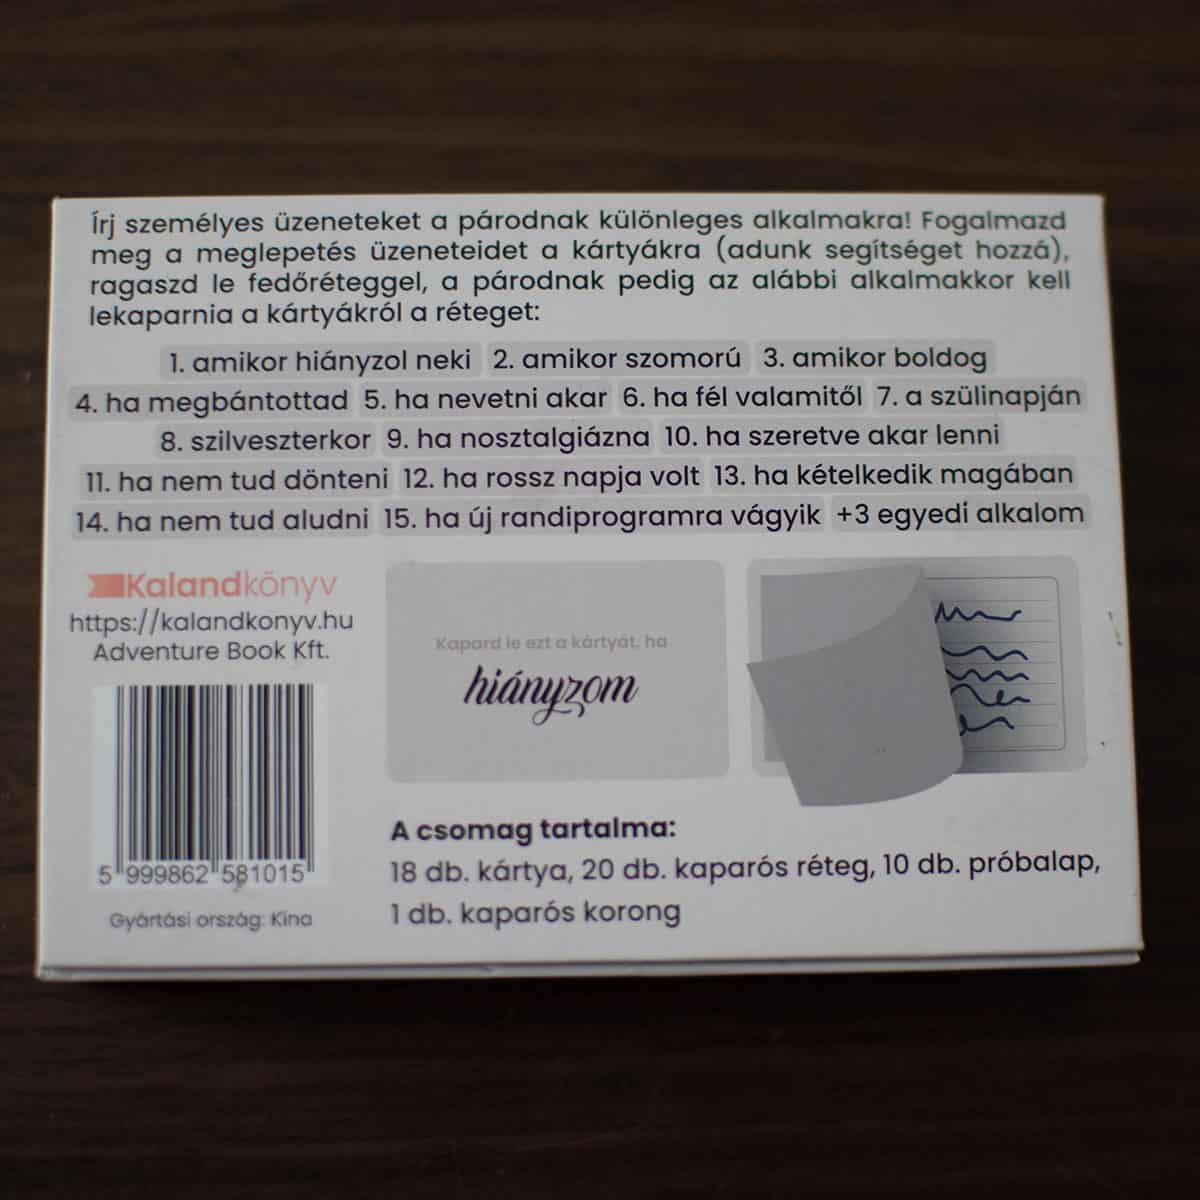 Írj személyes üzeneteket a párodnak különleges alkalmakra! Fogalmazd
meg a meglepetés üzeneteidet a kártyákra (adunk segítséget hozzá),
ragaszd le fedőréteggel, a párodnak pedig az alábbi alkalmakkor kell
lekaparnia a kártyákról a réteget:
1. amikor hiányzol neki 2. amikor szomorú 3. amikor boldog
4. ha megbántottad 5. ha nevetni akar 6. ha fél valamitől 7. a szülinapján
8. szilveszterkor 9. ha nosztalgiázna 10. ha szeretve akar lenni
11. ha nem tud dönteni 12. ha rossz napja volt 13. ha kételkedik magában
14. ha nem tud aludni 15. ha új randiprogramra vágyik +3 egyedi alkalom
Kalandkönyv
https://kalandkonyv.hu
Adventure Book Kft.
5 999862 581015
Gyártási ország: Kína
Kapard le ezt a kártyát, ha
hiányzom
A csomag tartalma:
18 db. kártya, 20 db. kaparós réteg, 10 db. próbalap,
1 db. kaparós korong